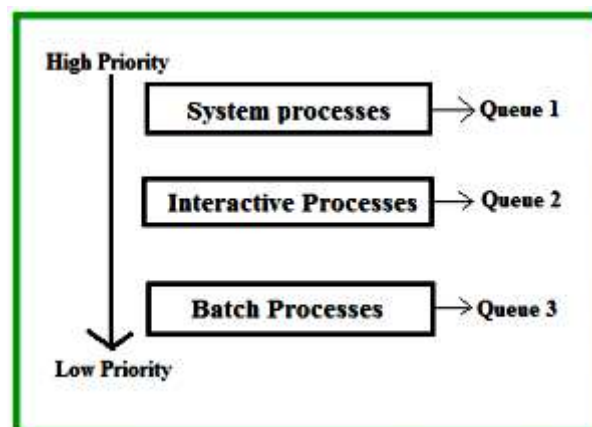 High Priority
System processes
Queue 1
Interactive Processes
Queue 2
Batch Processes
Queue 3
Low Priority